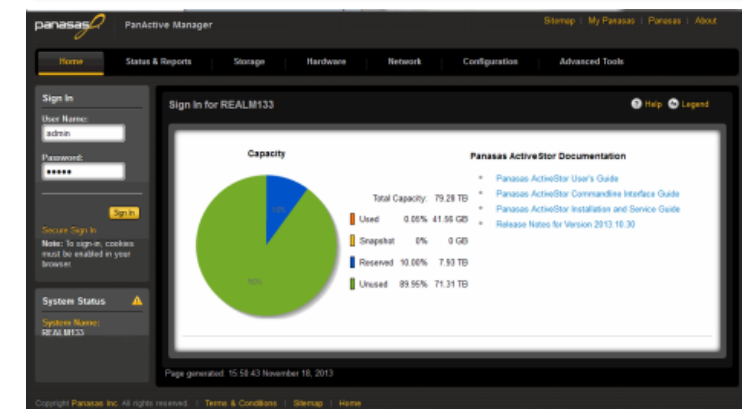 panasas
PanActive Manager
Sitemap | My Panasas | Panasas | About
Home Status & Reports Storage Hardware Network Configuration Advanced Tools
Sign In
User Name:
admin
Password:
•••••
Sign In
Secure Sign In
Note: To sign-in, cookies
must be enabled in your
browser.
System Status
System Name:
REALM133
Sign In for REALM133
Help Legend
Capacity
10%
90%
Total Capacity: 79.28 TB
Used 0.05% 41.56 GB
Snapshot 0% 0 GB
Reserved 10.00% 7.93 TB
Unused 89.95% 71.31 TB
Panasas ActiveStor Documentation
Panasas ActiveStor User's Guide
Panasas ActiveStor Commandline Interface Guide
Panasas ActiveStor Installation and Service Guide
Release Notes for Version 2013.10.30
Page generated: 15:58:43 November 18, 2013
Copyright Panasas Inc. All rights reserved | Terms & Conditions | Sitemap | Home